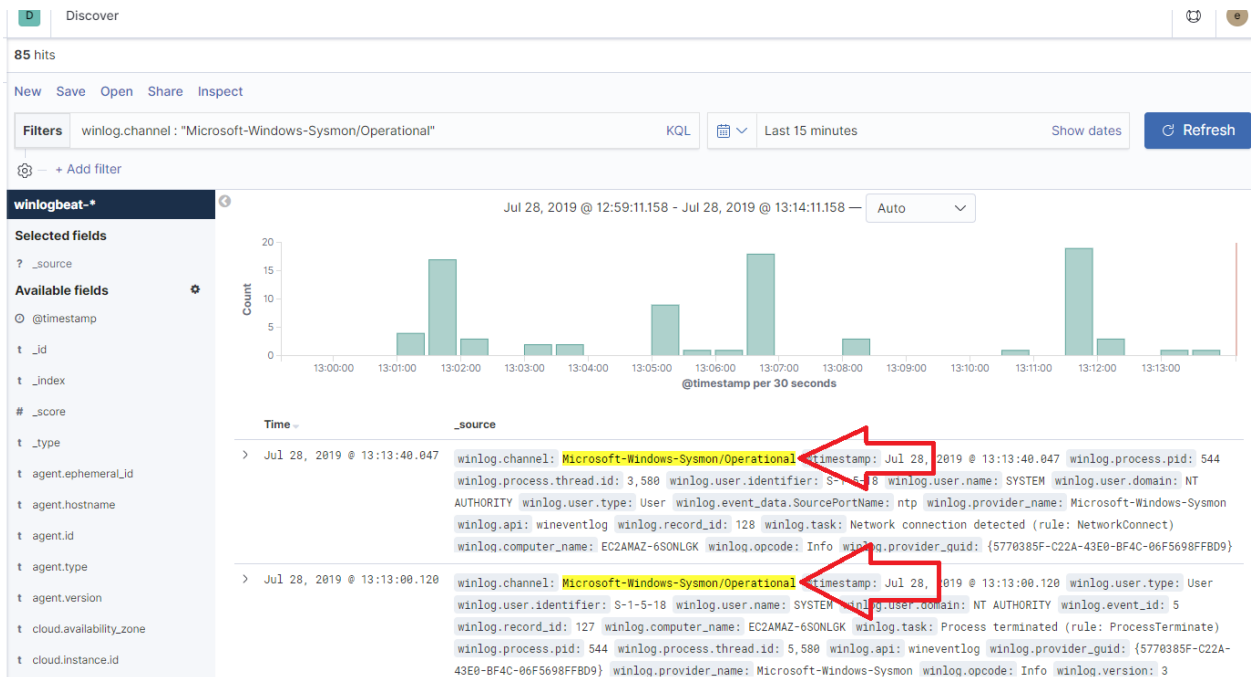 D Discover e
85 hits
New Save Open Share Inspect
Filters winlog.channel : "Microsoft-Windows-Sysmon/Operational" KQL Last 15 minutes Show dates Refresh
+ Add filter
winlogbeat-*
Selected fields
? _source
Available fields
@timestamp
t _id
t _index
# _score
t _type
t agent.ephemeral_id
t agent.hostname
t agent.id
t agent.type
t agent.version
t cloud.availability_zone
t cloud.instance.id
Jul 28, 2019 @ 12:59:11.158 - Jul 28, 2019 @ 13:14:11.158 — Auto
Count
20
15
10
5
0
13:00:00 13:01:00 13:02:00 13:03:00 13:04:00 13:05:00 13:06:00 13:07:00 13:08:00 13:09:00 13:10:00 13:11:00 13:12:00 13:13:00
@timestamp per 30 seconds
Time _source
Jul 28, 2019 @ 13:13:40.047 winlog.channel: Microsoft-Windows-Sysmon/Operational timestamp: Jul 28, 2019 @ 13:13:40.047 winlog.process.pid: 544
winlog.process.thread.id: 3,580 winlog.user.identifier: S-1-5-18 winlog.user.name: SYSTEM winlog.user.domain: NT
AUTHORITY winlog.user.type: User winlog.event_data.SourcePortName: ntp winlog.provider_name: Microsoft-Windows-Sysmon
winlog.api: wineventlog winlog.record_id: 128 winlog.task: Network connection detected (rule: NetworkConnect)
winlog.computer_name: EC2AMAZ-6SONLGK winlog.opcode: Info winlog.provider_guid: {5770385F-C22A-43E0-BF4C-06F5698FFBD9}
Jul 28, 2019 @ 13:13:00.120 winlog.channel: Microsoft-Windows-Sysmon/Operational timestamp: Jul 28, 2019 @ 13:13:00.120 winlog.user.type: User
winlog.user.identifier: S-1-5-18 winlog.user.name: SYSTEM winlog.user.domain: NT AUTHORITY winlog.event_id: 5
winlog.record_id: 127 winlog.computer_name: EC2AMAZ-6SONLGK winlog.task: Process terminated (rule: ProcessTerminate)
winlog.process.pid: 544 winlog.process.thread.id: 5,580 winlog.api: wineventlog winlog.provider_guid: {5770385F-C22A-
43E0-BF4C-06F5698FFBD9} winlog.provider_name: Microsoft-Windows-Sysmon winlog.opcode: Info winlog.version: 3